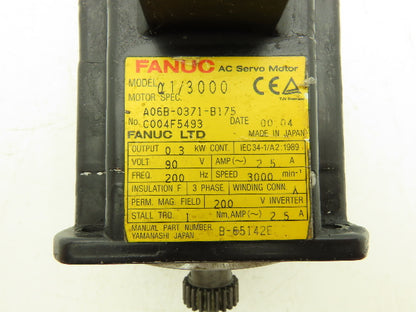 FANUC AC Servo Motor
MODEL α1/3000
MOTOR SPEC.
A06B-0371-B175
No. C004F5493 DATE 00.04
FANUC LTD MADE IN JAPAN
OUTPUT 0.3 kW CONT. IEC34-1/A2:1989
VOLT 90 V AMP(~) 2.5 A
FREQ. 200 Hz SPEED 3000 min⁻¹
INSULATION F 3 PHASE WINDING CONN. Y
PERM. MAG. FIELD 200 V INVERTER
STALL TRQ. 1 Nm, AMP(~) 2.5 A
MANUAL PART NUMBER B-65142E
YAMANASHI JAPAN
CE